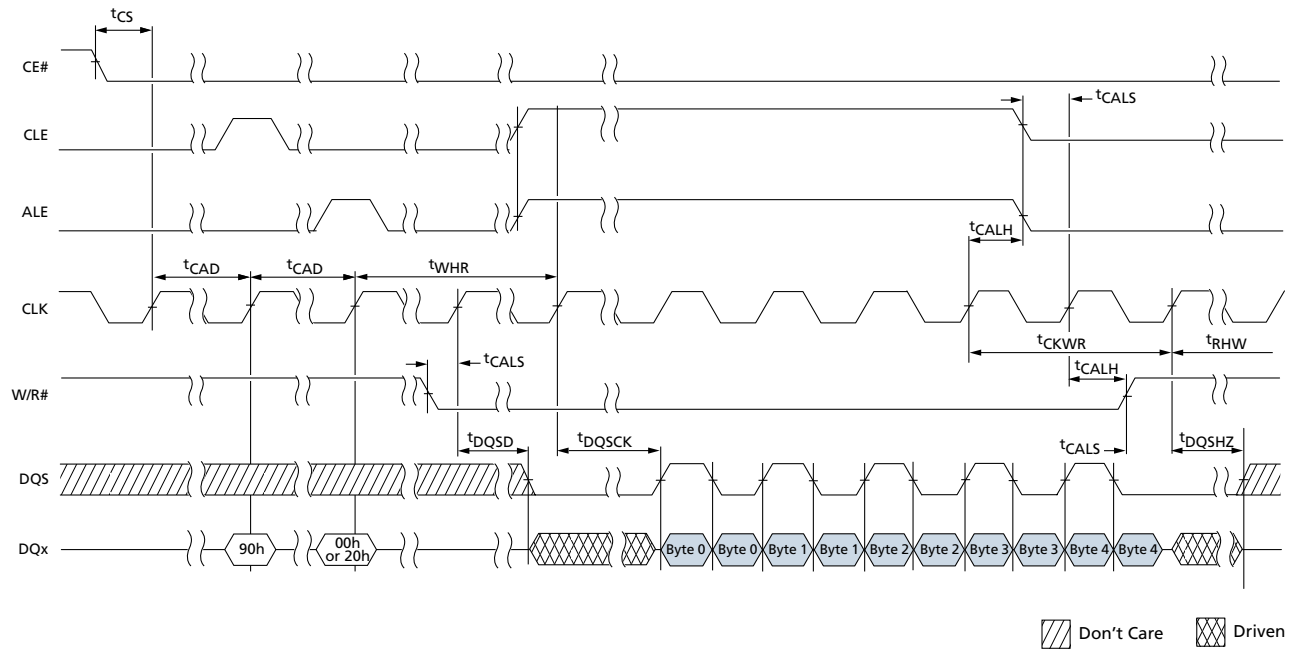 tCS
CE#
tCALS
CLE
ALE
tCALH
tCAD
tCAD
tWHR
CLK
tCKWR
tRHW
tCALS
tCALH
W/R#
tDQSD
tDQSCK
tCALS
tDQSHZ
DQS
DQx
90h
00h
or 20h
Byte 0
Byte 0
Byte 1
Byte 1
Byte 2
Byte 2
Byte 3
Byte 3
Byte 4
Byte 4
Don't Care
Driven